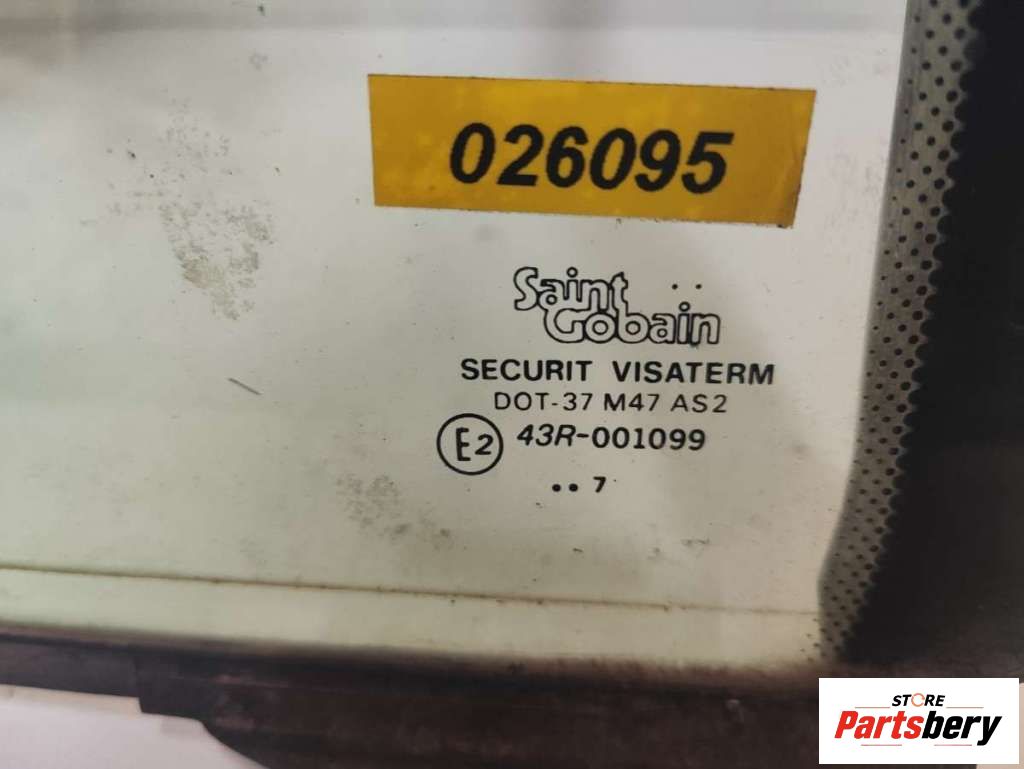 026095
Saint ..
Gobain
SECURIT VISATERM
DOT-37 M47 AS2
E2 43R-001099
.. 7
STORE
Partsbery